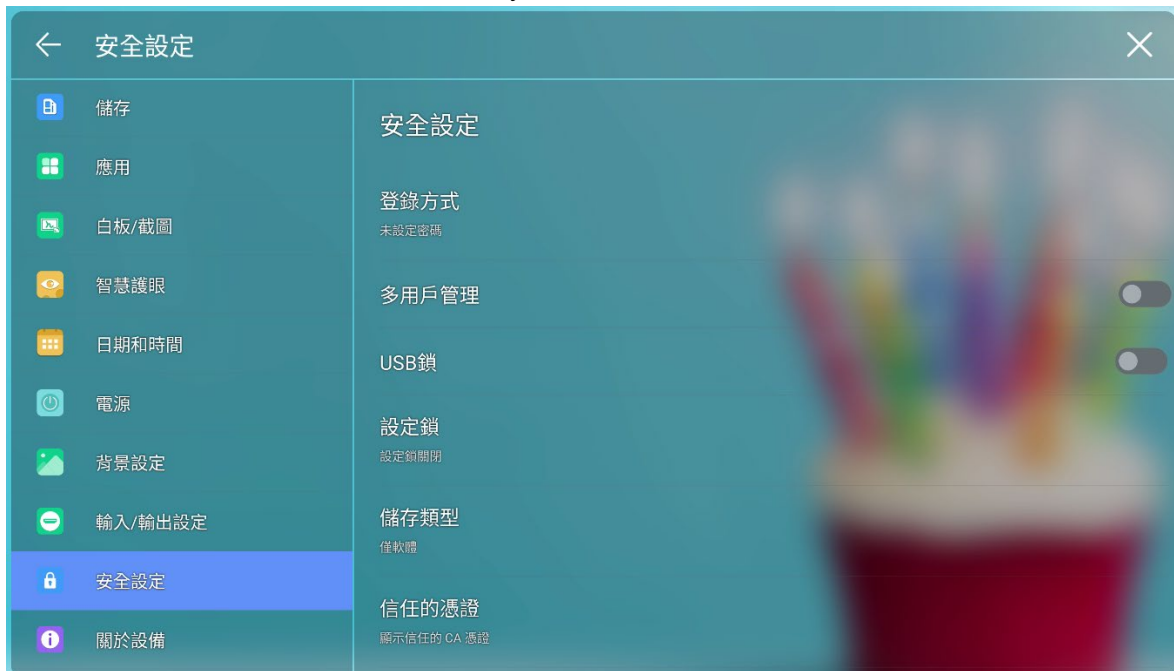 安全設定
儲存
應用
白板/截圖
智慧護眼
日期和時間
電源
背景設定
輸入/輸出設定
安全設定
關於設備
安全設定
登錄方式
未設定密碼
多用戶管理
USB鎖
設定鎖
設定鎖關閉
儲存類型
僅軟體
信任的憑證
顯示信任的 CA 憑證